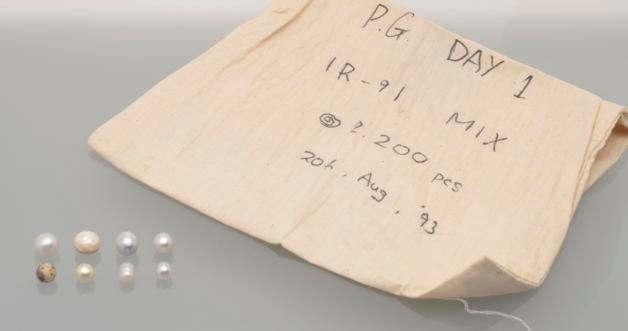 P.G. DAY 1
IR-91 MIX
2.200 pcs
20h, Aug, '93